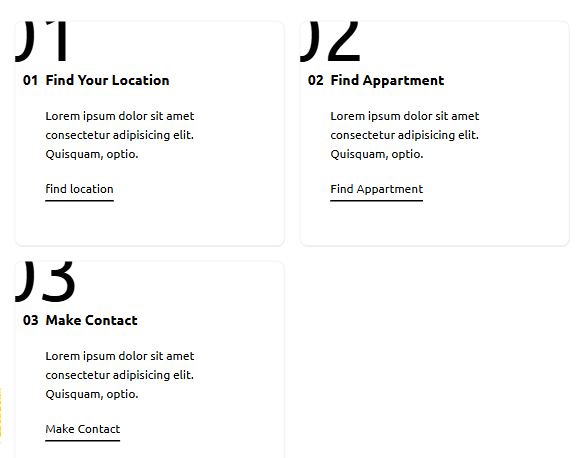 01
01 Find Your Location
Lorem ipsum dolor sit amet
consectetur adipisicing elit.
Quisquam, optio.
find location
02
02 Find Appartment
Lorem ipsum dolor sit amet
consectetur adipisicing elit.
Quisquam, optio.
Find Appartment
03
03 Make Contact
Lorem ipsum dolor sit amet
consectetur adipisicing elit.
Quisquam, optio.
Make Contact